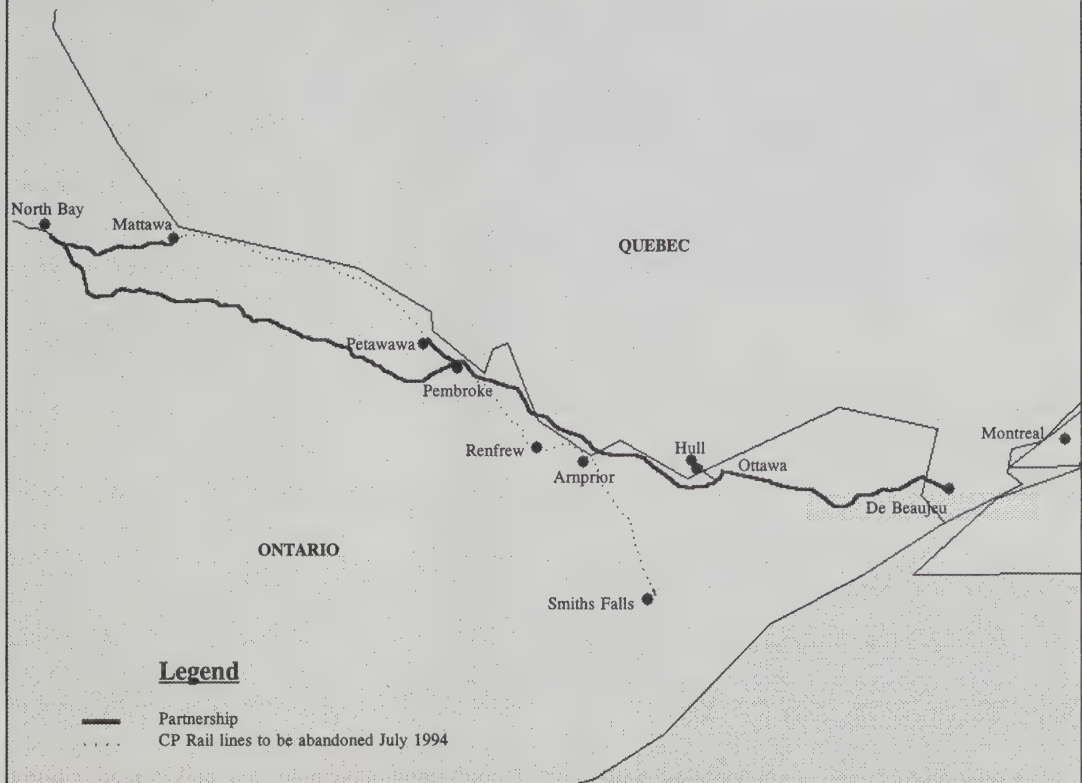 North Bay
Mattawa
QUEBEC
Petawawa
Pembroke
Renfrew
Arnprior
Hull
Ottawa
Montreal
De Beaujeu
ONTARIO
Smiths Falls
Legend
Partnership
CP Rail lines to be abandoned July 1994